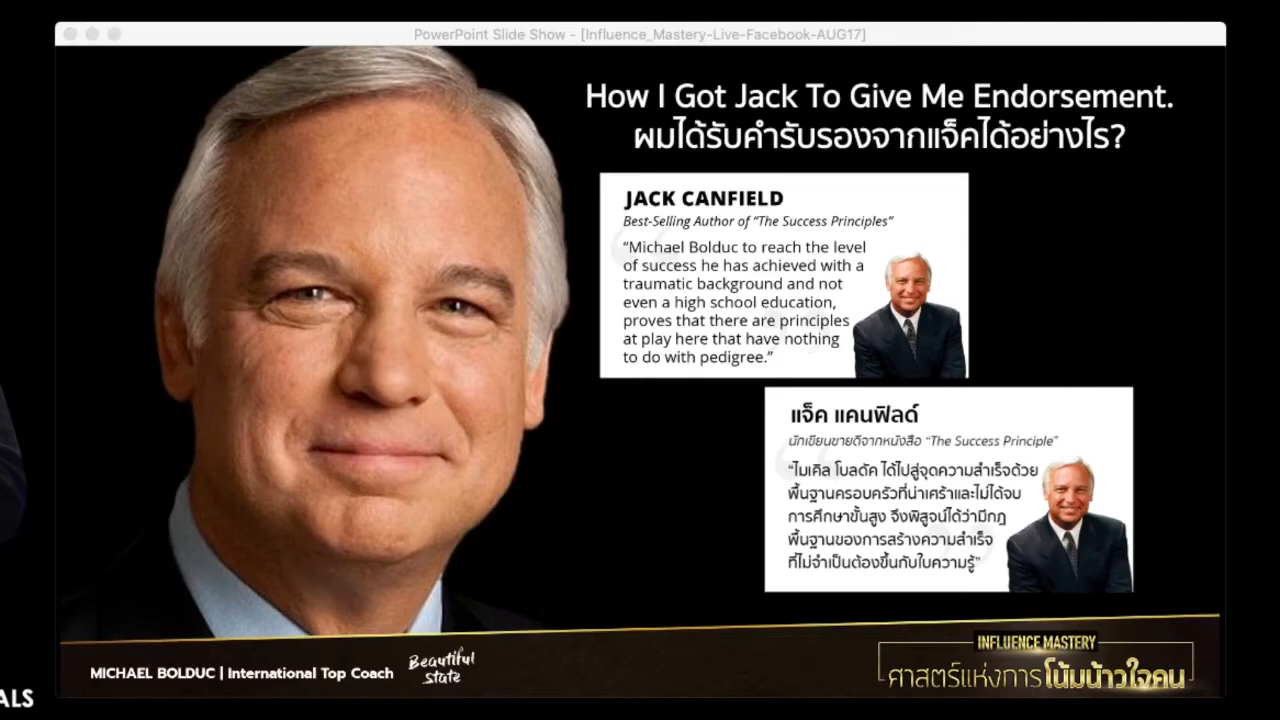 PowerPoint Slide Show - [Influence_Mastery-Live-Facebook-AUG17]
How I Got Jack To Give Me Endorsement.
ผมได้รับคำรับรองจากแจ็คได้อย่างไร?
JACK CANFIELD
Best-Selling Author of “The Success Principles”
“Michael Bolduc to reach the level
of success he has achieved with a
traumatic background and not
even a high school education,
proves that there are principles
at play here that have nothing
to do with pedigree.”
แจ็ค แคนฟิลด์
นักเขียนขายดีจากหนังสือ “The Success Principle”
“ไมเคิล โบลดัค ได้ไปสู่จุดความสำเร็จด้วย
พื้นฐานครอบครัวที่น่าเศร้าและไม่ได้จบ
การศึกษาขั้นสูง จึงพิสูจน์ได้ว่ามีกฎ
พื้นฐานของการสร้างความสำเร็จ
ที่ไม่จำเป็นต้องขึ้นกับใบความรู้”
MICHAEL BOLDUC | International Top Coach
Beautiful
state
INFLUENCE MASTERY
ศาสตร์แห่งการโน้มน้าวใจคน
ALS